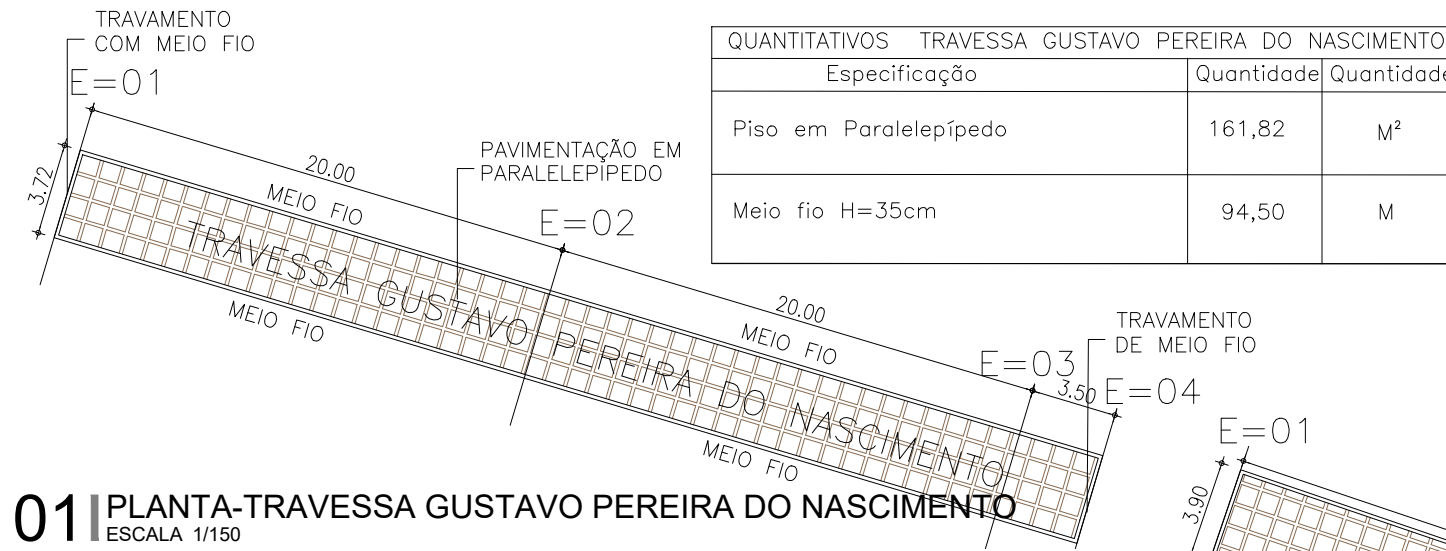 TRAVAMENTO
COM MEIO FIO
E=01
3.72
20.00
MEIO FIO
PAVIMENTAÇÃO EM
PARALELEPIPEDO
E=02
TRAVESSA GUSTAVO PEREIRA DO NASCIMENTO
MEIO FIO
20.00
MEIO FIO
E=03
3.50
E=04
TRAVAMENTO
DE MEIO FIO
MEIO FIO
QUANTITATIVOS TRAVESSA GUSTAVO PEREIRA DO NASCIMENTO
Especificação Quantidade Quantidade
Piso em Paralelepípedo 161,82 M²
Meio fio H=35cm 94,50 M
E=01
3.90
01 PLANTA-TRAVESSA GUSTAVO PEREIRA DO NASCIMENTO
ESCALA 1/150